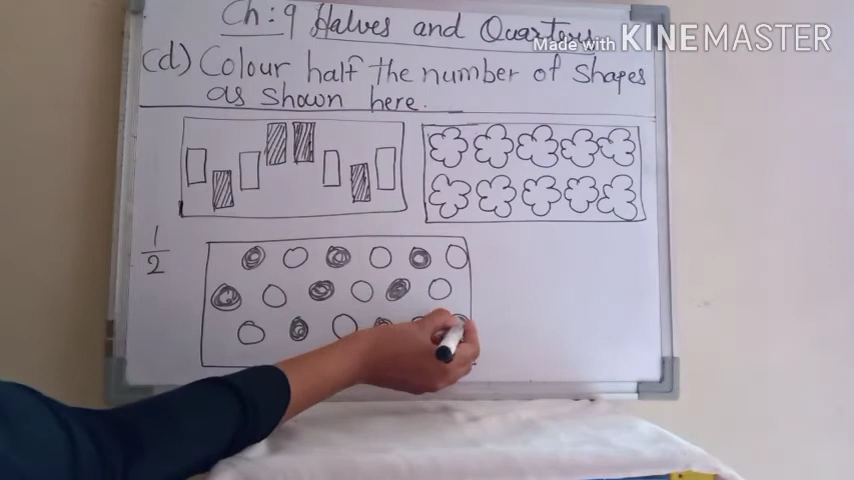 Ch: 9 Halves and Quarters
Made with KINEMASTER
(d) Colour half the number of shapes
as shown here.
1
2